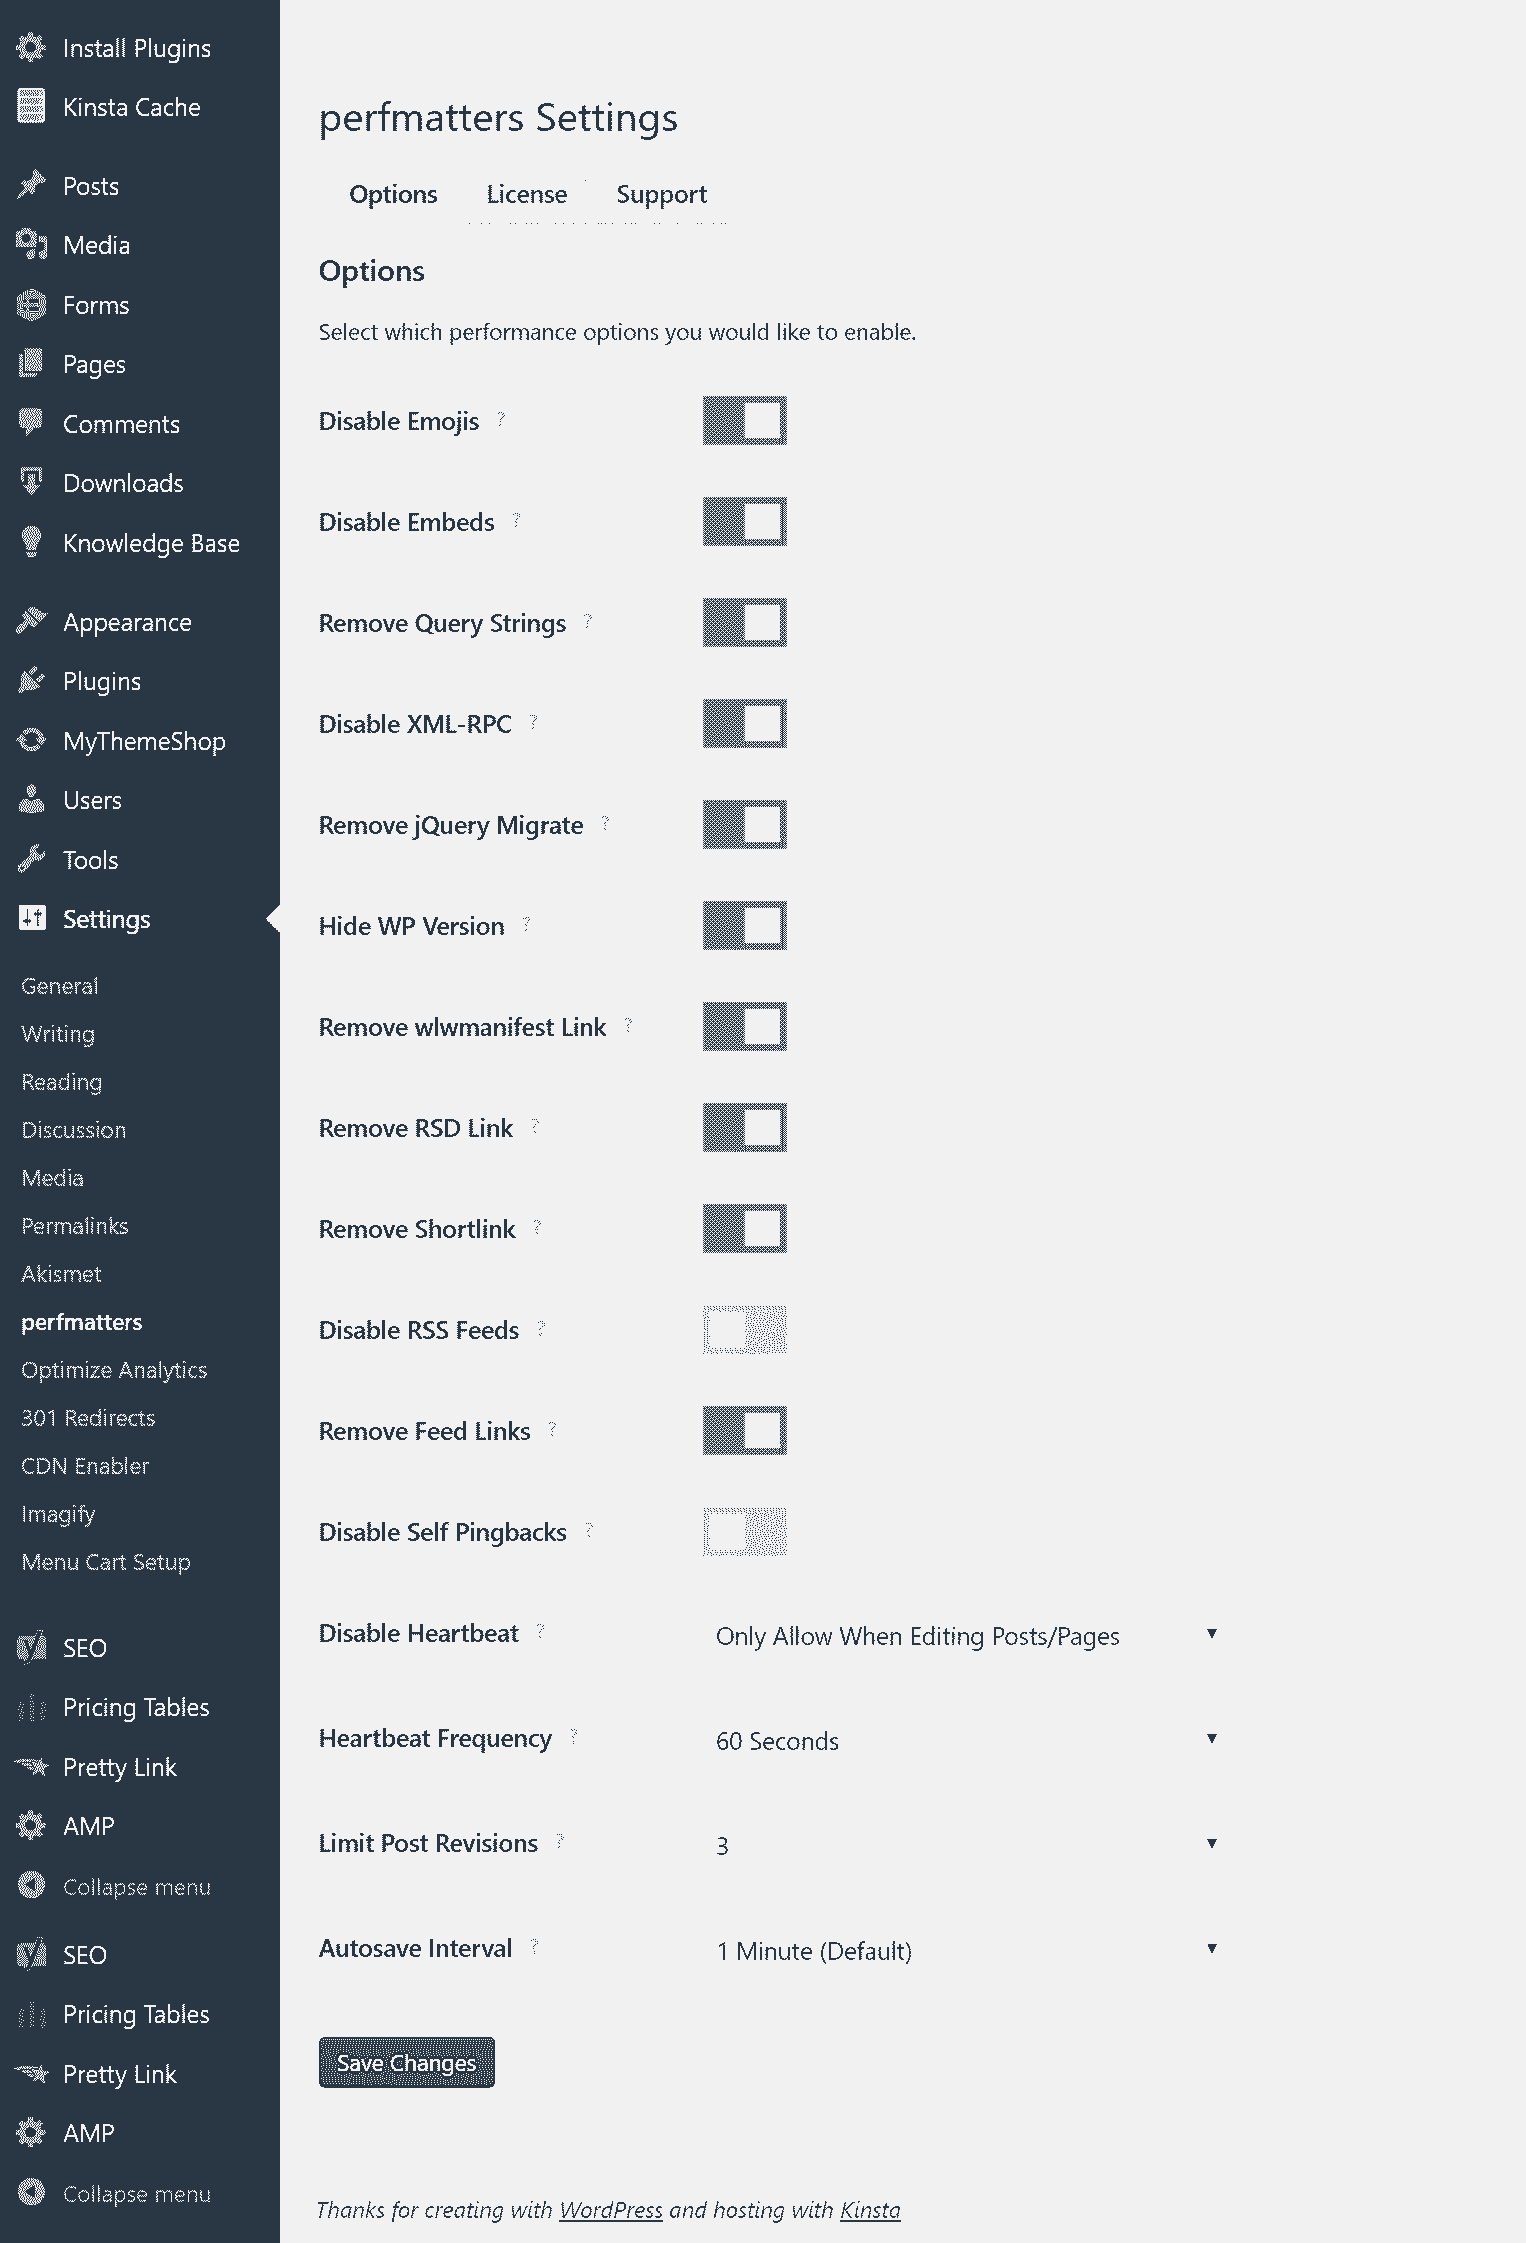 Install Plugins
Kinsta Cache
Posts
Media
Forms
Pages
Comments
Downloads
Knowledge Base
Appearance
Plugins
MyThemeShop
Users
Tools
Settings
General
Writing
Reading
Discussion
Media
Permalinks
Akismet
perfmatters
Optimize Analytics
301 Redirects
CDN Enabler
Imagify
Menu Cart Setup
SEO
Pricing Tables
Pretty Link
AMP
Collapse menu
SEO
Pricing Tables
Pretty Link
AMP
Collapse menu
perfmatters Settings
Options License Support
Options
Select which performance options you would like to enable.
Disable Emojis ?
Disable Embeds ?
Remove Query Strings ?
Disable XML-RPC ?
Remove jQuery Migrate ?
Hide WP Version ?
Remove wlwmanifest Link ?
Remove RSD Link ?
Remove Shortlink ?
Disable RSS Feeds ?
Remove Feed Links ?
Disable Self Pingbacks ?
Disable Heartbeat ? Only Allow When Editing Posts/Pages
Heartbeat Frequency ? 60 Seconds
Limit Post Revisions ? 3
Autosave Interval ? 1 Minute (Default)
Save Changes
Thanks for creating with WordPress and hosting with Kinsta